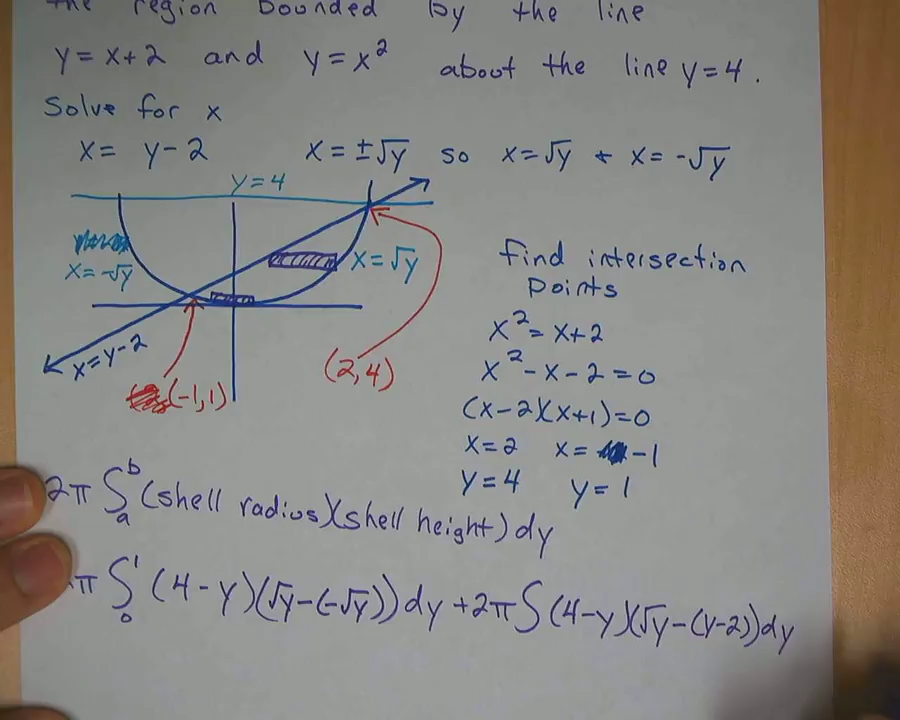 the region bounded by the line
y = x+2 and y = x² about the line y = 4.
Solve for x
x = y - 2 x = ±√y so x = √y + x = -√y
y = 4
x = -√y
x = √y
x = y - 2
(-1,1)
(2,4)
Find intersection
Points
x² = x+2
x² - x - 2 = 0
(x-2)(x+1) = 0
x = 2 x = -1
y = 4 y = 1
2π ∫ₐᵇ (shell radius)(shell height) dy
π ∫₀¹ (4-y)(√y-(-√y)) dy + 2π ∫ (4-y)(√y-(y-2)) dy